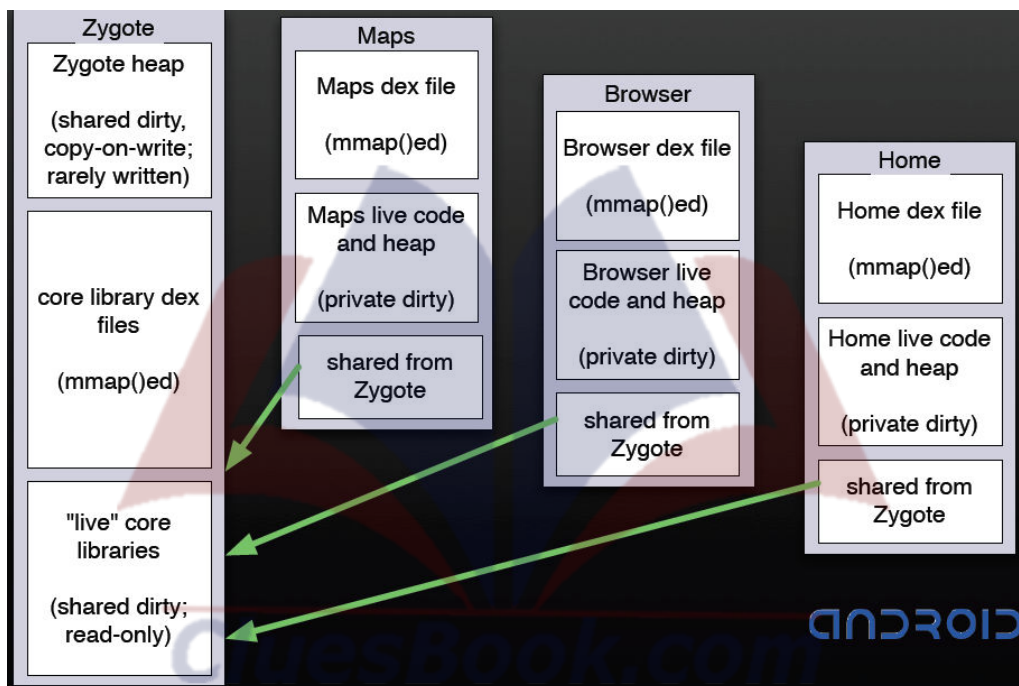 Zygote
Zygote heap
(shared dirty,
copy-on-write;
rarely written)
core library dex
files
(mmap()ed)
"live" core
libraries
(shared dirty;
read-only)
Maps
Maps dex file
(mmap()ed)
Maps live code
and heap
(private dirty)
shared from
Zygote
Browser
Browser dex file
(mmap()ed)
Browser live
code and heap
(private dirty)
shared from
Zygote
Home
Home dex file
(mmap()ed)
Home live code
and heap
(private dirty)
shared from
Zygote
ANDROID
CluesBook.com